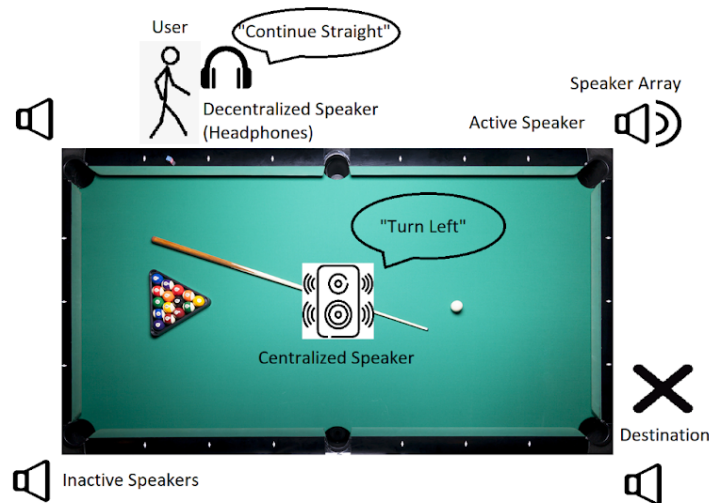 User
"Continue Straight"
Decentralized Speaker
(Headphones)
Speaker Array
Active Speaker
"Turn Left"
Centralized Speaker
Destination
Inactive Speakers